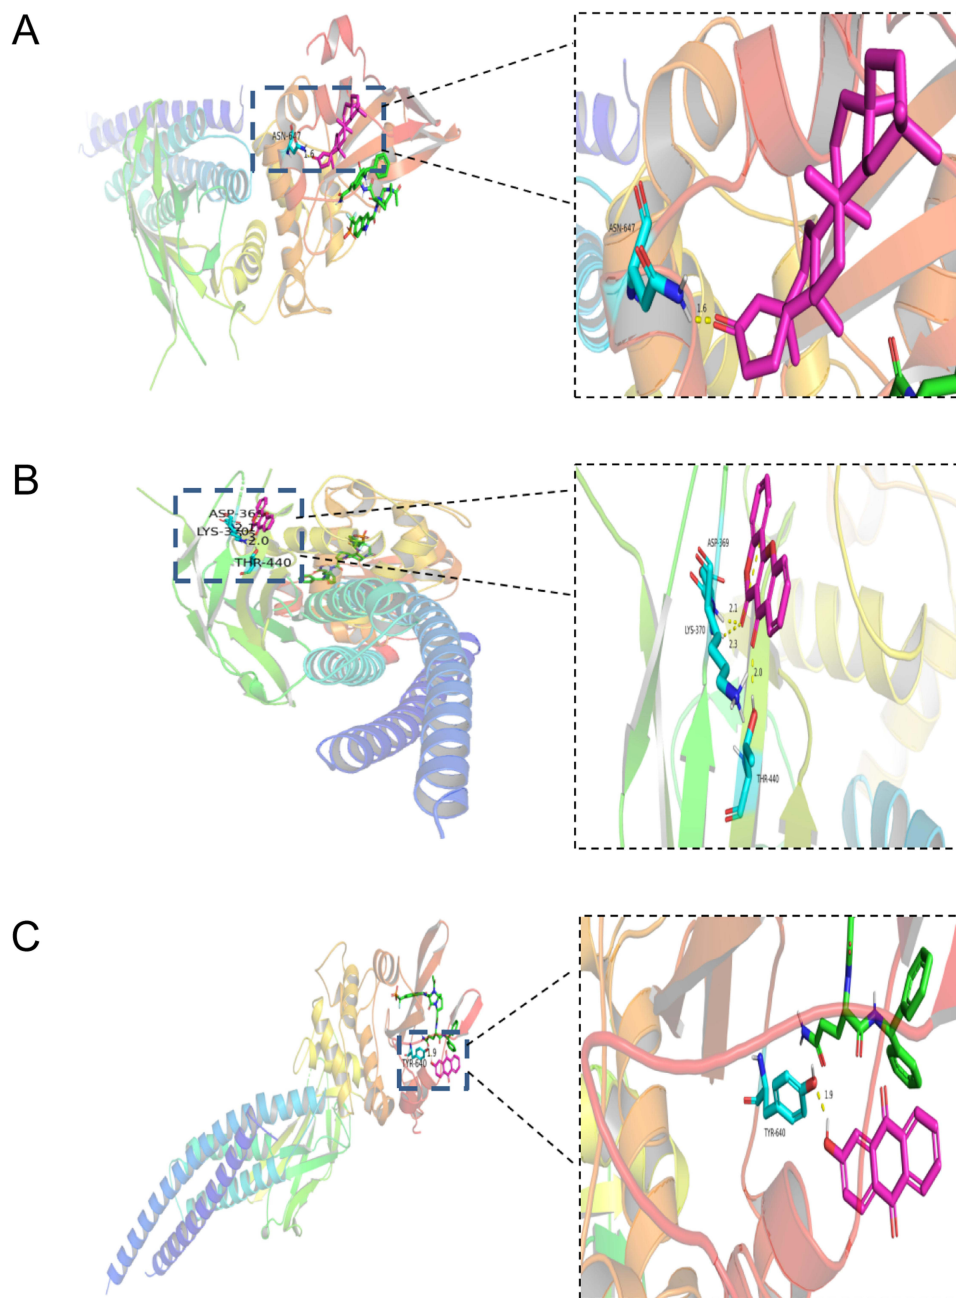 A
ASN-647
1.6
ASN-647
1.6
B
ASP-369
LYS-370
2.0
THR-440
ASP-369
2.1
LYS-370
2.3
2.0
THR-440
C
1.9
TYR-640
1.9
TYR-640